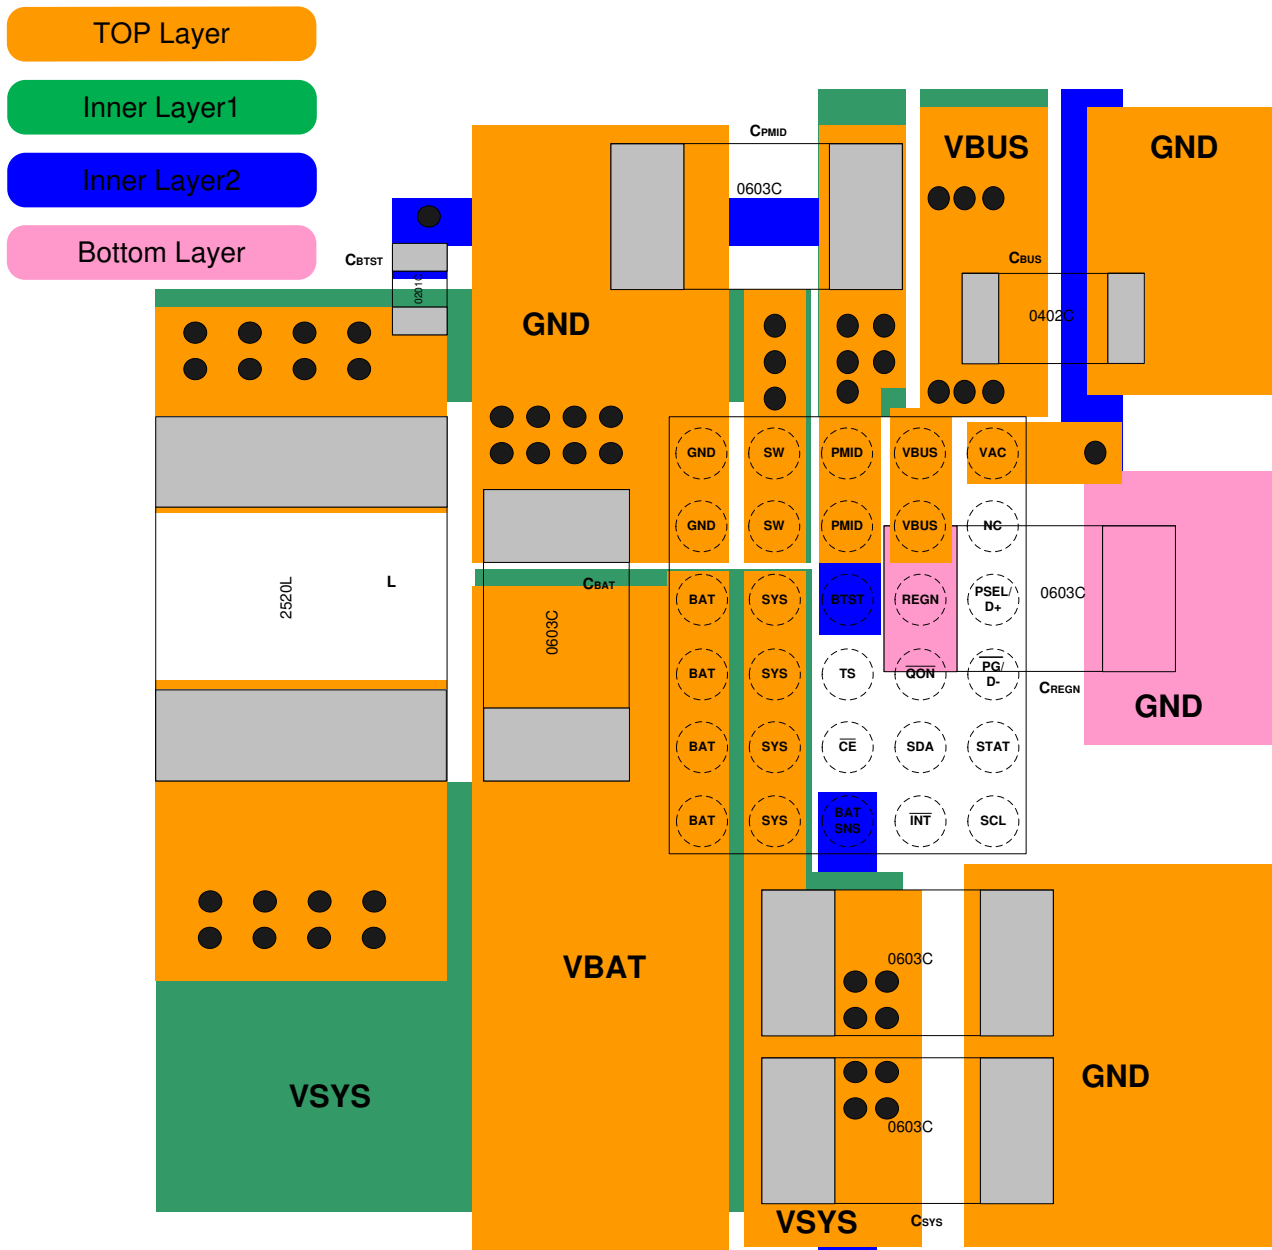 TOP Layer
Inner Layer1
Inner Layer2
Bottom Layer
CPMID
VBUS
GND
0603C
CBTST
0201C
CBUS
0402C
GND
GND SW PMID VBUS VAC
GND SW PMID VBUS NC
CBAT
BAT SYS BTST REGN PSEL/
D+
0603C
2520L
L
0603C
BAT SYS TS QON PG/
D-
CREGN
GND
BAT SYS CE SDA STAT
BAT SYS BAT
SNS INT SCL
0603C
VBAT
GND
VSYS
0603C
VSYS
CSYS